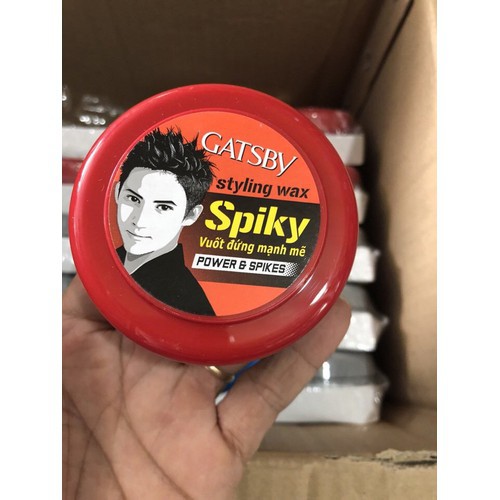 GATSBY
styling wax
Spiky
Vuốt đứng mạnh mẽ
POWER & SPIKES